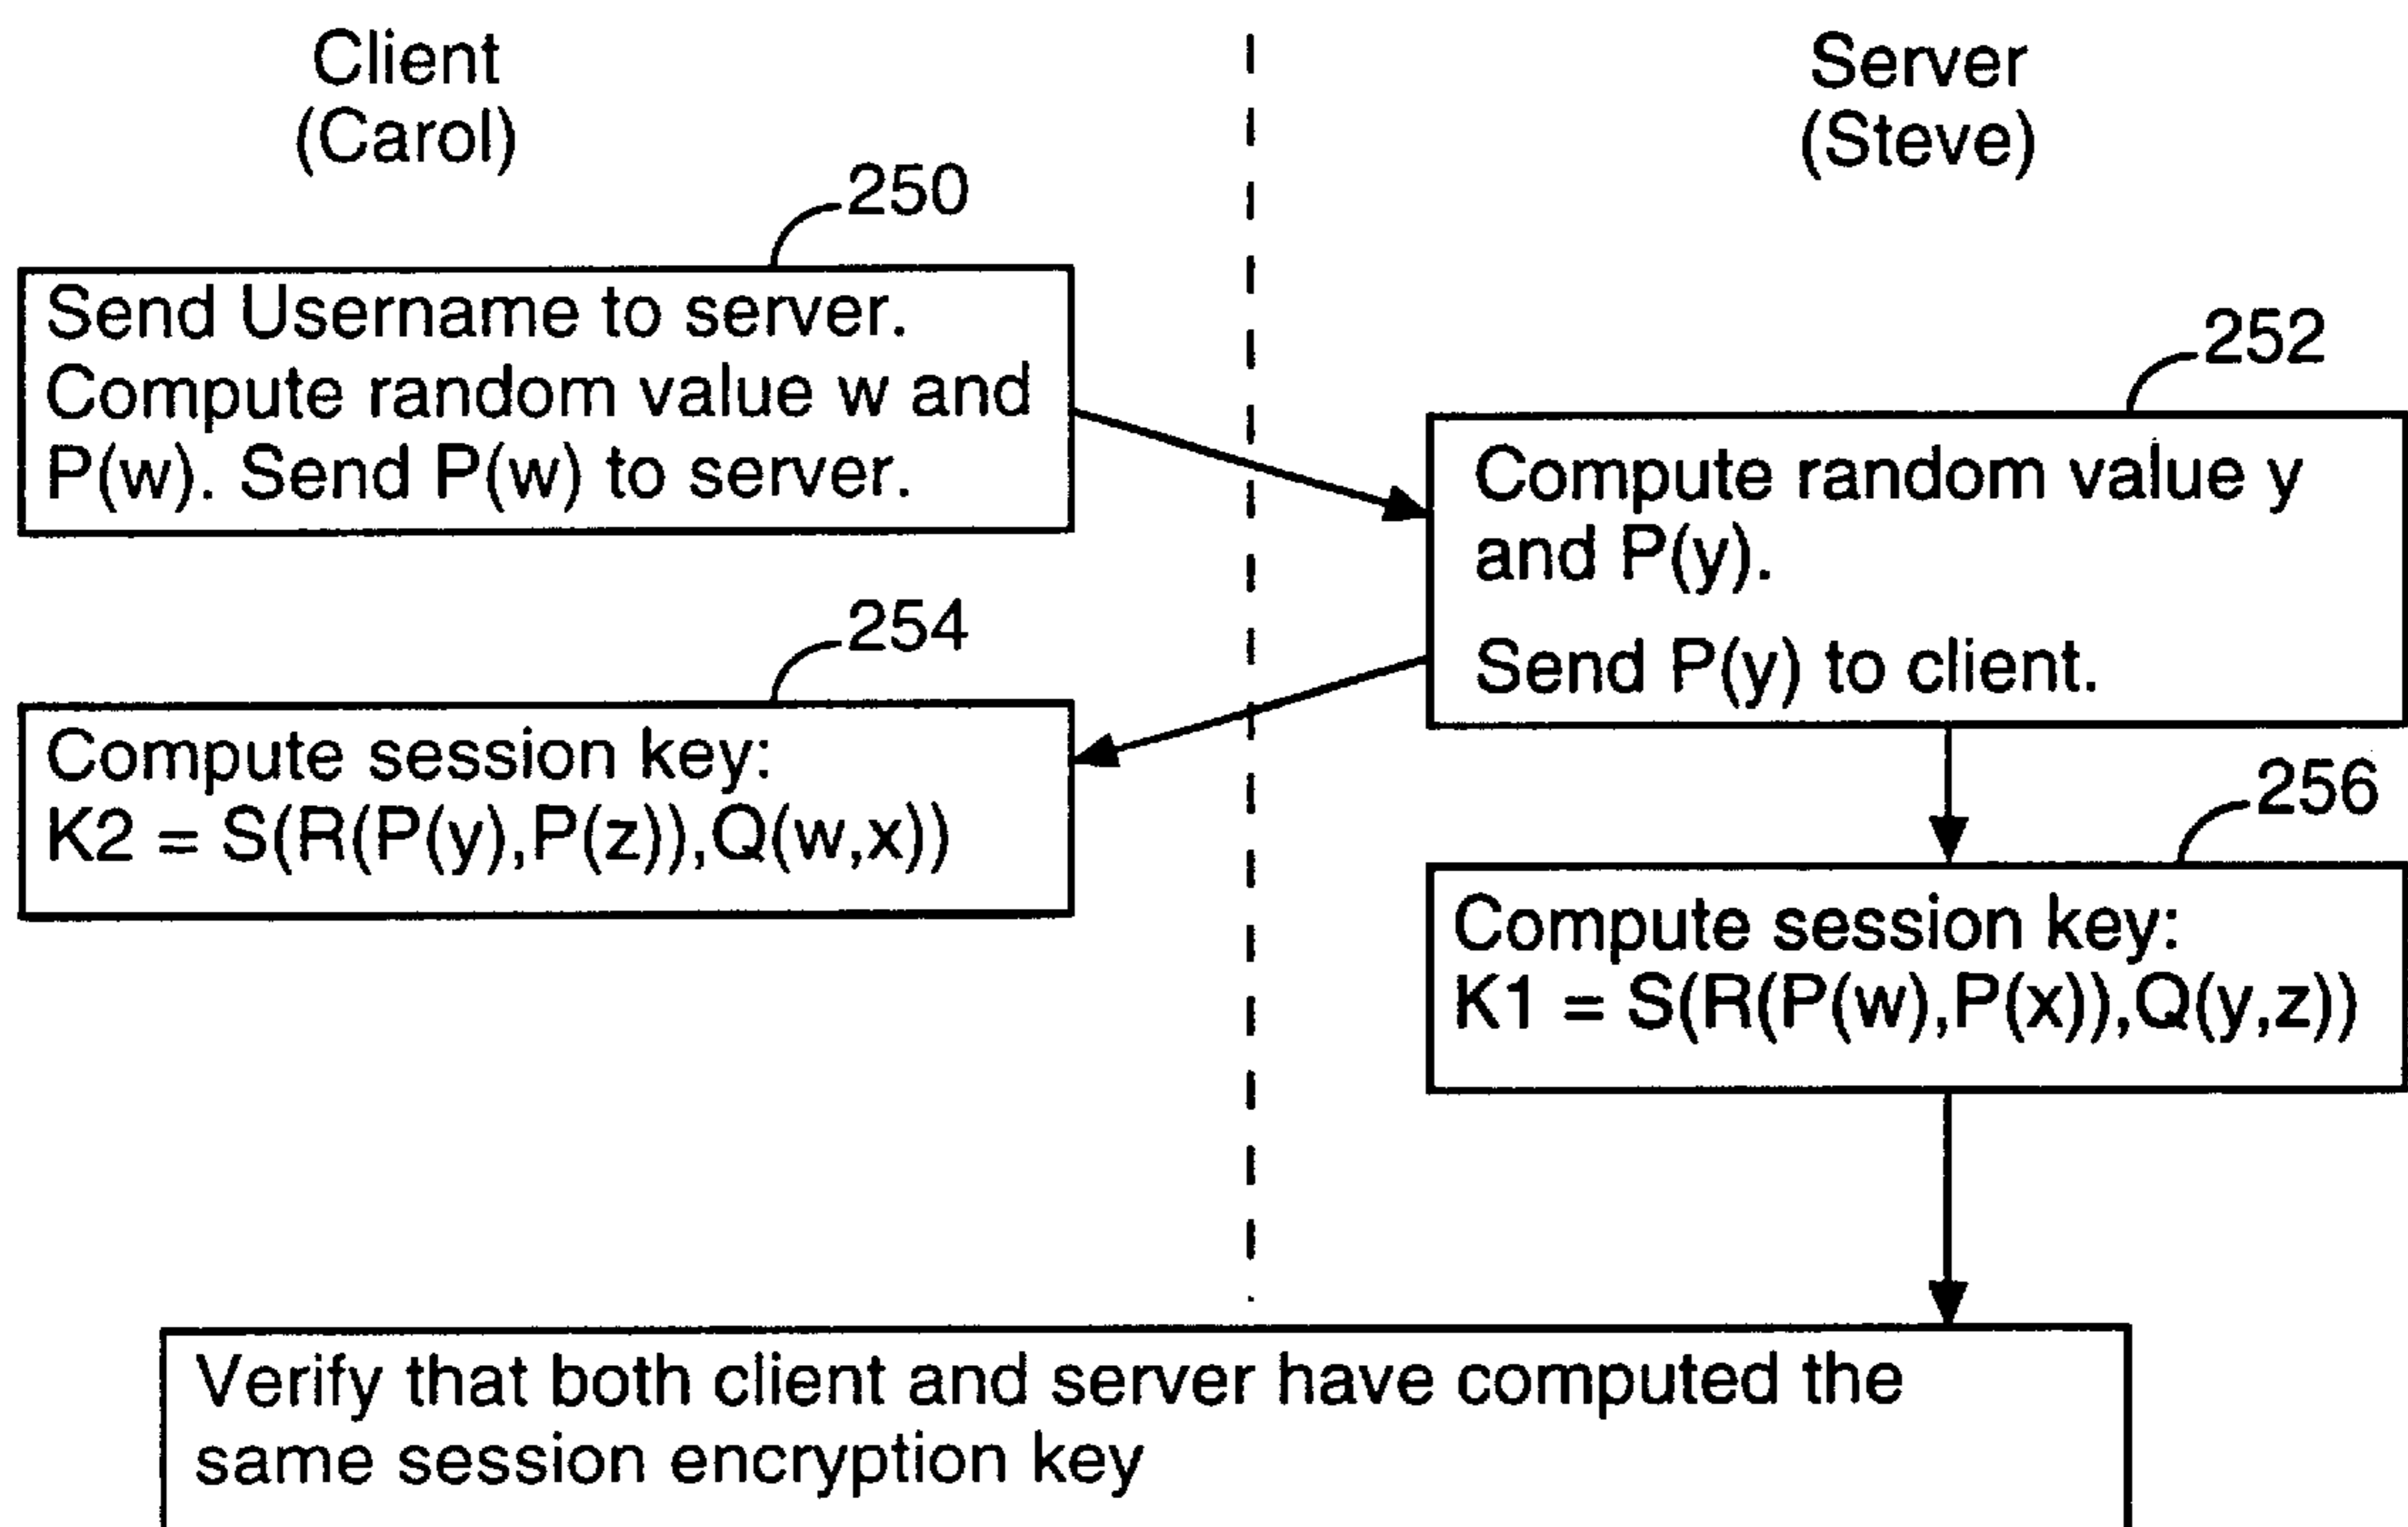 Client
(Carol)
Server
(Steve)
250
Send Username to server.
Compute random value w and
P(w). Send P(w) to server.
252
Compute random value y
and P(y).
Send P(y) to client.
254
Compute session key:
K2 = S(R(P(y),P(z)),Q(w,x))
256
Compute session key:
K1 = S(R(P(w),P(x)),Q(y,z))
Verify that both client and server have computed the
same session encryption key